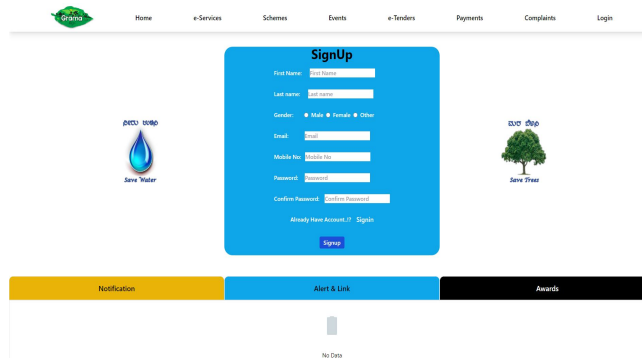 e-Grama
Home e-Services Schemes Events e-Tenders Payments Complaints Login
SignUp
First Name: First Name
Last name: Last name
Gender: Male Female Other
Email: Email
Mobile No: Mobile No
Password: Password
Confirm Password: Confirm Password
Already Have Account..!? Signin
Signup
ನೀರು ಉಳಿಸಿ
Save Water
ಮರ ಬೆಳೆಸಿ
Save Trees
Notification Alert & Link Awards
No Data